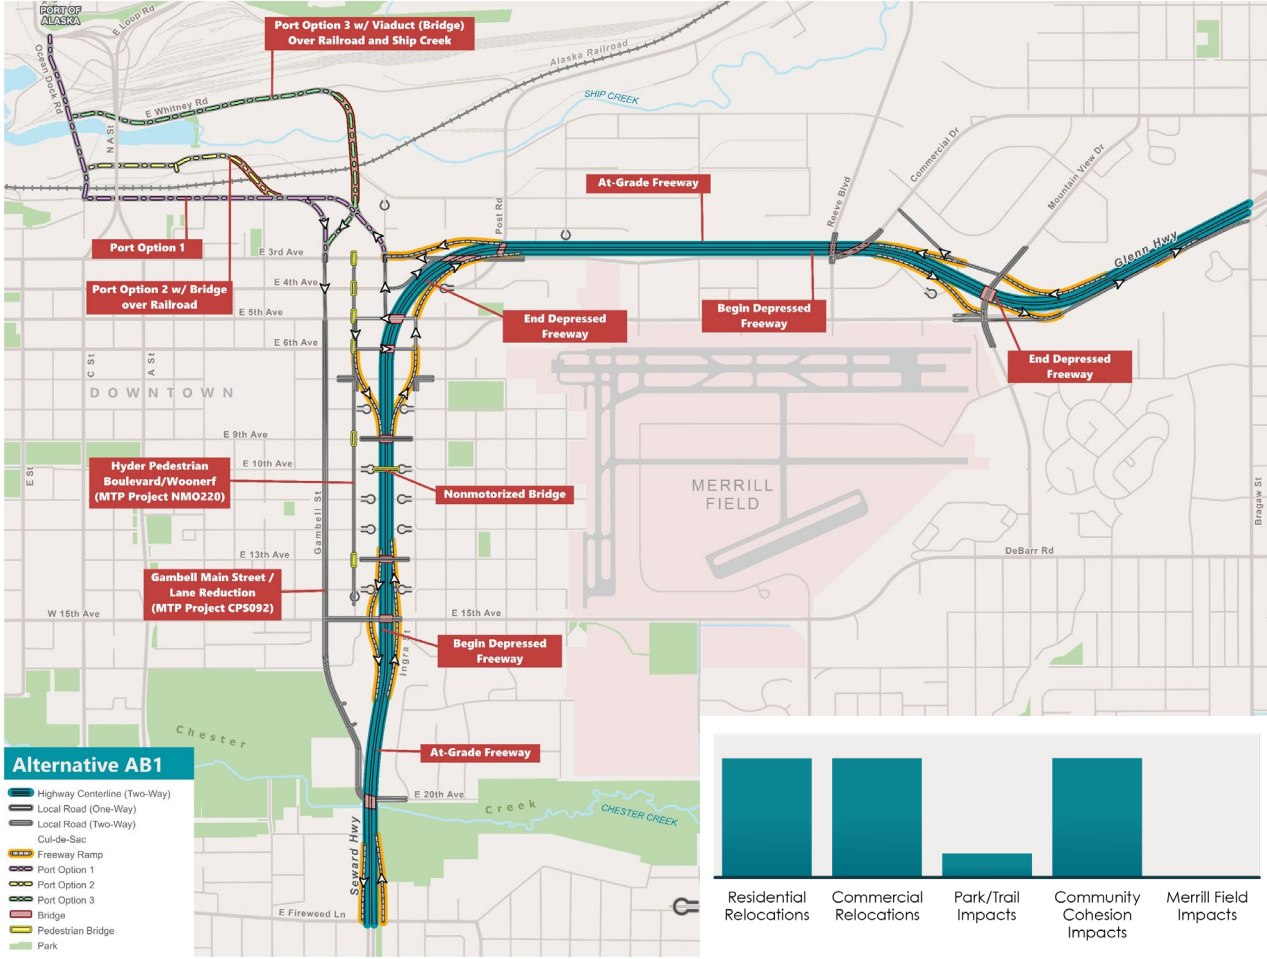 PORT OF
ALASKA
E Loop Rd
Ocean Dock Rd
Port Option 3 w/ Viaduct (Bridge)
Over Railroad and Ship Creek
Alaska Railroad
SHIP CREEK
E Whitney Rd
N A St
Commercial Dr
Mountain View Dr
Reeve Blvd
Post Rd
At-Grade Freeway
Port Option 1
E 3rd Ave
Glenn Hwy
Port Option 2 w/ Bridge
over Railroad
E 4th Ave
E 5th Ave
End Depressed
Freeway
Begin Depressed
Freeway
E 6th Ave
End Depressed
Freeway
C St
A St
DOWNTOWN
E 9th Ave
E 10th Ave
Hyder Pedestrian
Boulevard/Woonerf
(MTP Project NMO220)
Nonmotorized Bridge
MERRILL
FIELD
E St
Gambell St
Bragaw St
E 13th Ave
DeBarr Rd
Gambell Main Street /
Lane Reduction
(MTP Project CPS092)
W 15th Ave
E 15th Ave
Begin Depressed
Freeway
Ingra St
Chester
At-Grade Freeway
E 20th Ave
Creek
CHESTER CREEK
Seward Hwy
E Fireweed Ln
Alternative AB1
Highway Centerline (Two-Way)
Local Road (One-Way)
Local Road (Two-Way)
Cul-de-Sac
Freeway Ramp
Port Option 1
Port Option 2
Port Option 3
Bridge
Pedestrian Bridge
Park
Residential
Relocations
Commercial
Relocations
Park/Trail
Impacts
Community
Cohesion
Impacts
Merrill Field
Impacts